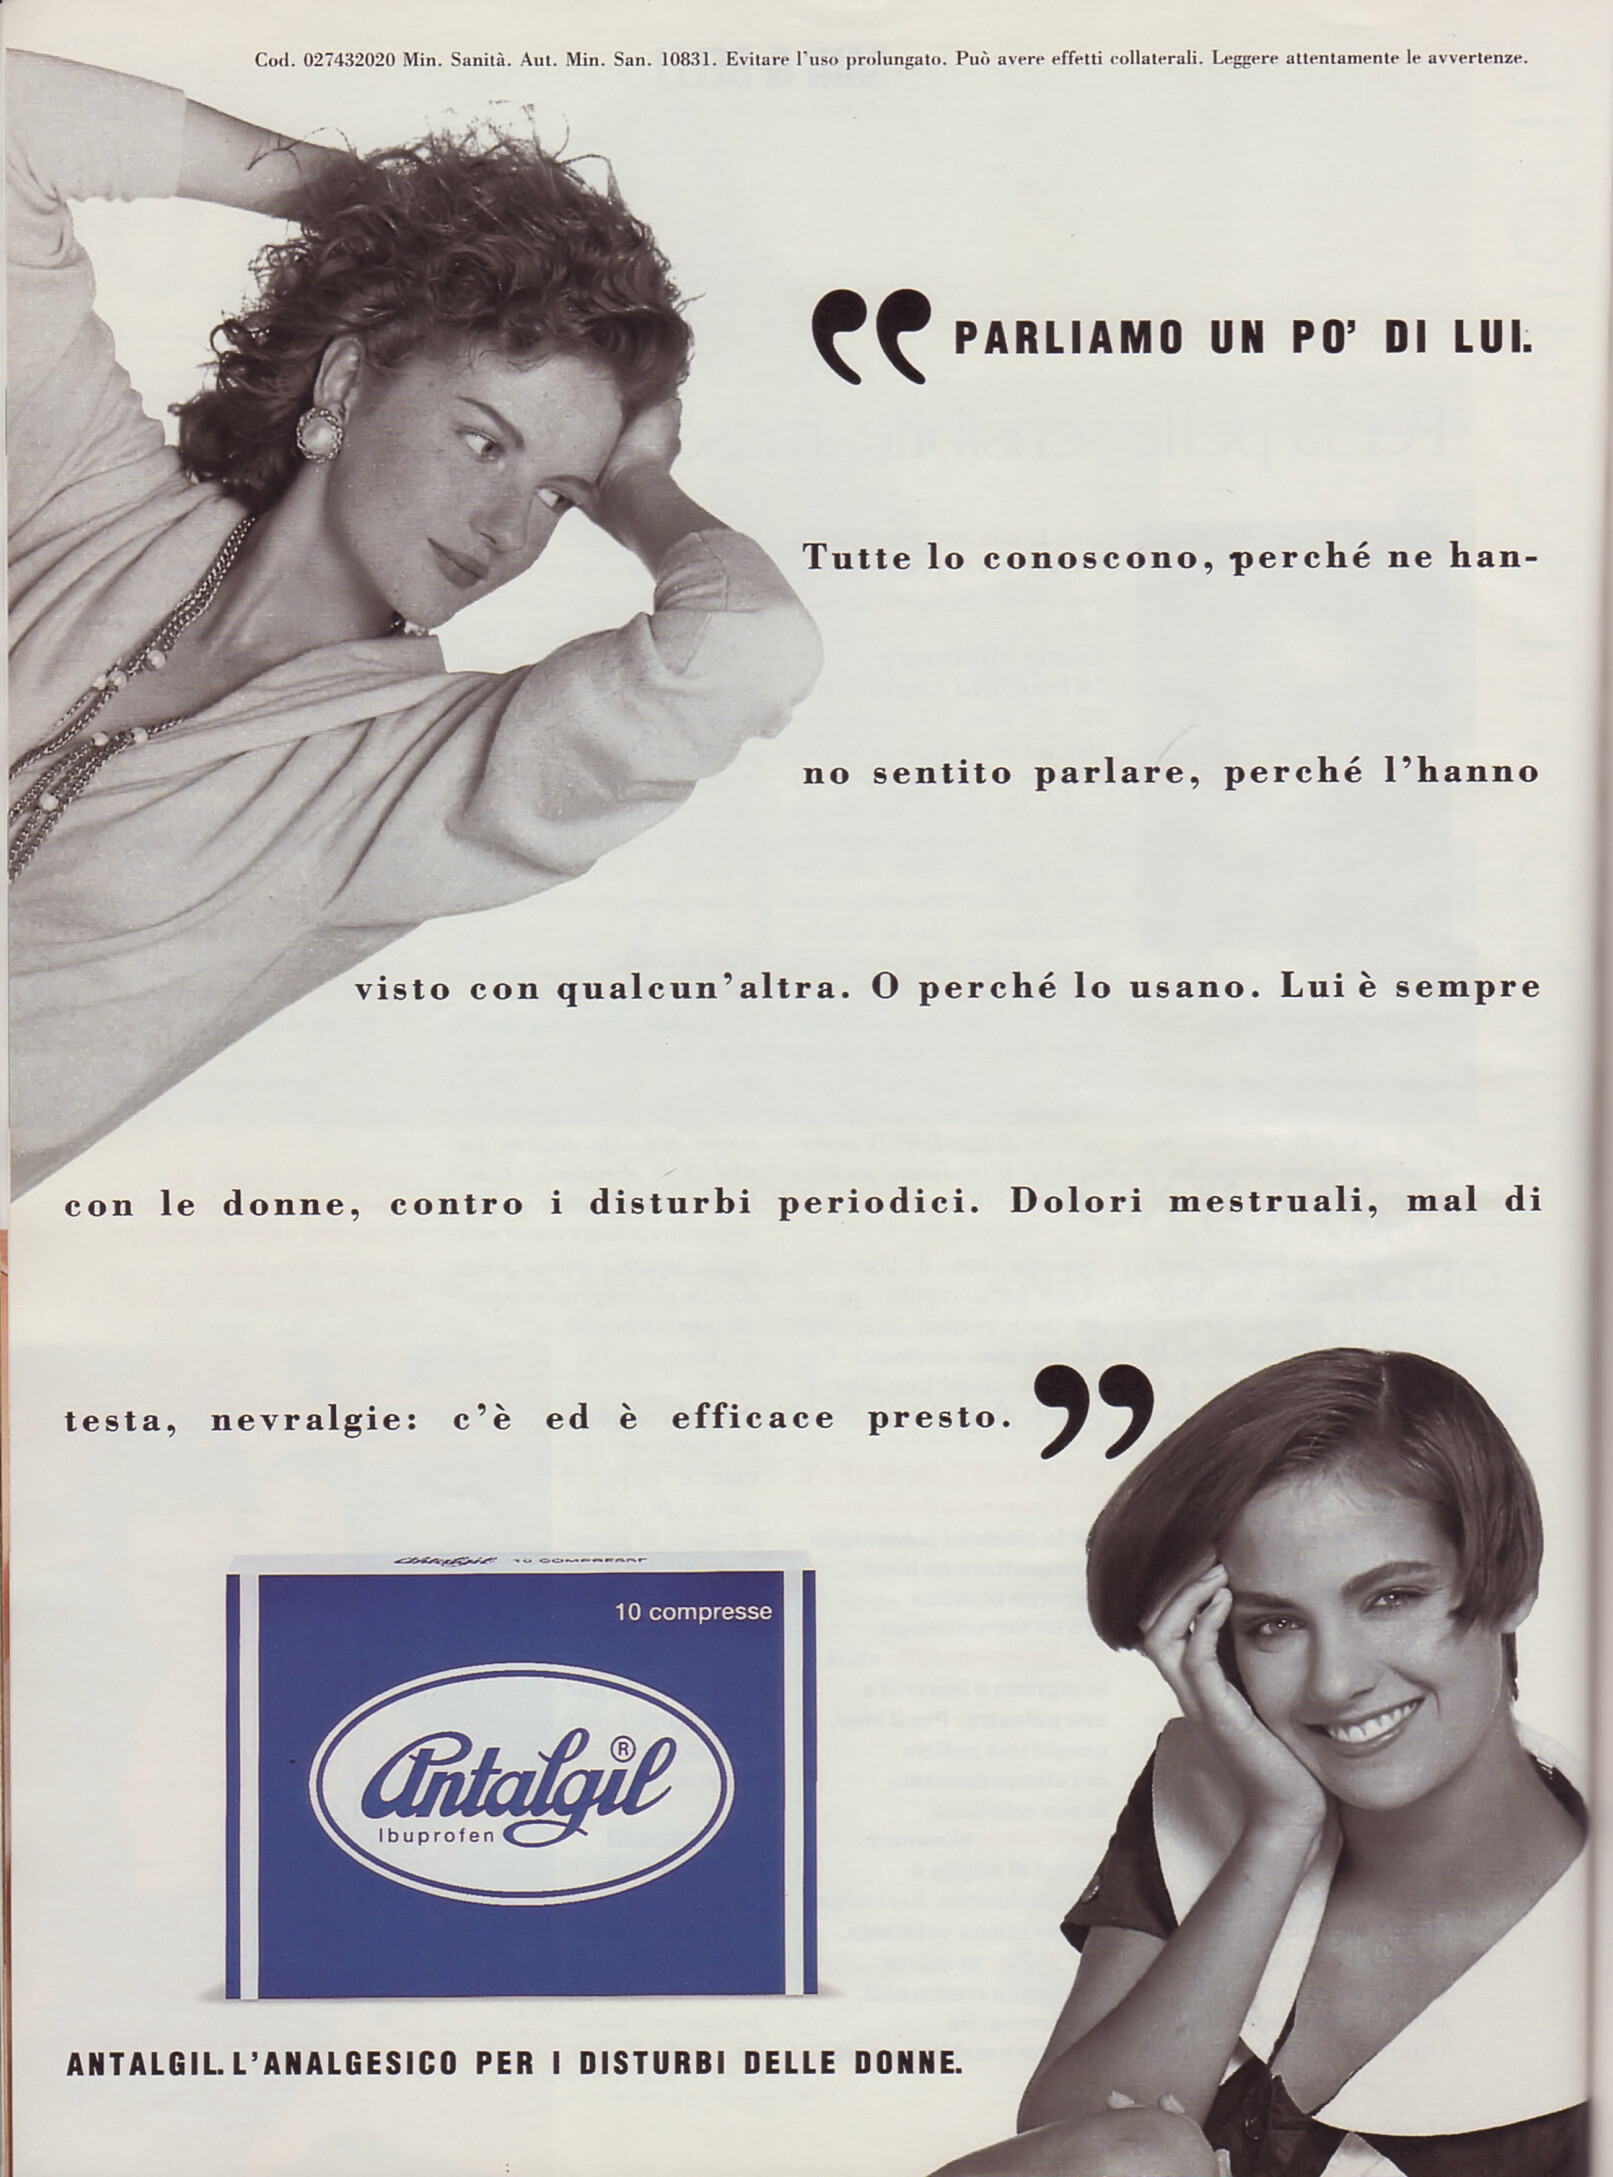 Cod. 027432020 Min. Sanità. Aut. Min. San. 10831. Evitare l'uso prolungato. Può avere effetti collaterali. Leggere attentamente le avvertenze.
“ PARLIAMO UN PO' DI LUI.
Tutte lo conoscono, perché ne han-
no sentito parlare, perché l'hanno
visto con qualcun'altra. O perché lo usano. Lui è sempre
con le donne, contro i disturbi periodici. Dolori mestruali, mal di
testa, nevralgie: c'è ed è efficace presto. ”
Antalgil 10 COMPRESSE
10 compresse
Antalgil®
Ibuprofen
ANTALGIL. L'ANALGESICO PER I DISTURBI DELLE DONNE.